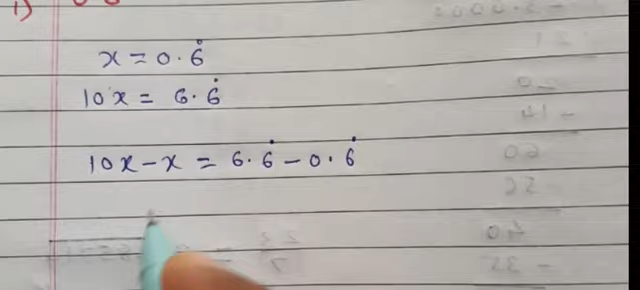 1)
x = 0.6̇
10x = 6.6̇
10x - x = 6.6̇ - 0.6̇